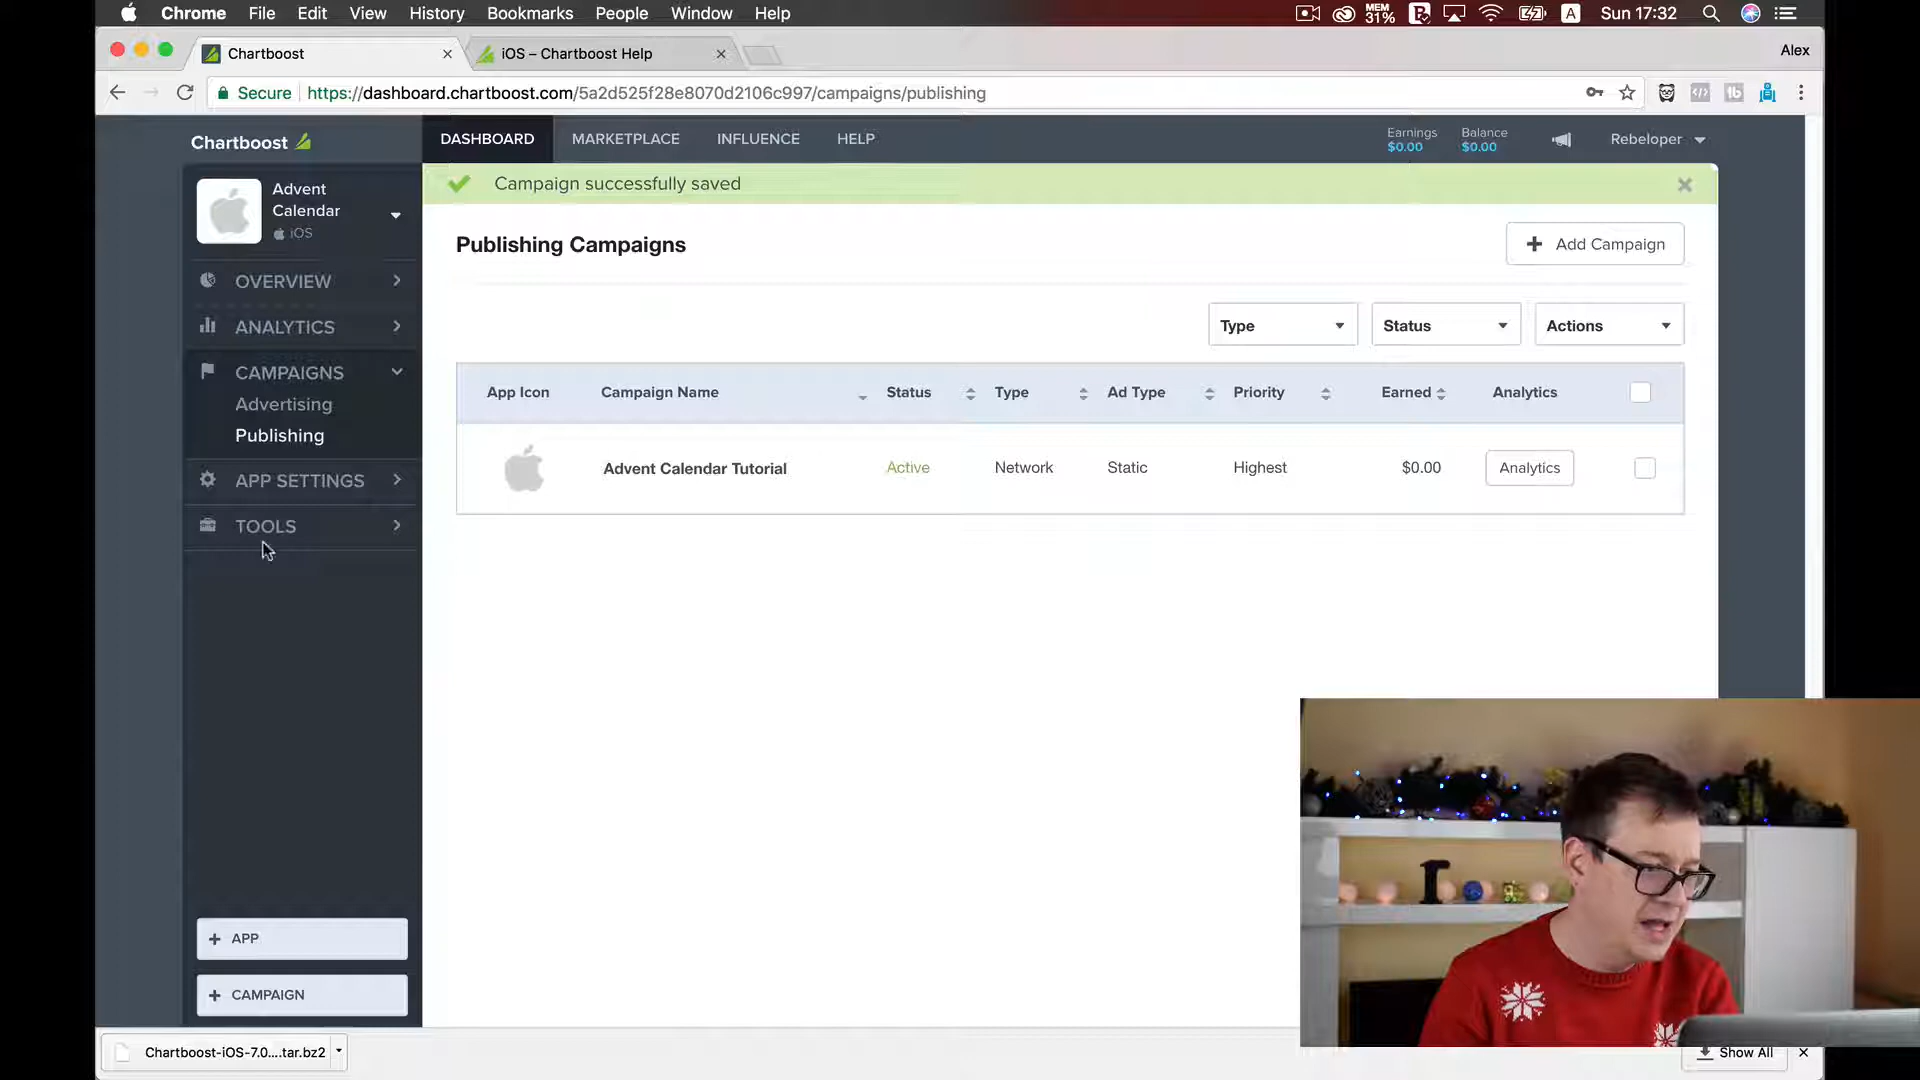 Chrome File Edit View History Bookmarks People Window Help MEM 31% A Sun 17:32
Chartboost iOS – Chartboost Help Alex
Secure https://dashboard.chartboost.com/5a2d525f28e8070d2106c997/campaigns/publishing
Chartboost DASHBOARD MARKETPLACE INFLUENCE HELP Earnings $0.00 Balance $0.00 Rebeloper
Advent Calendar
iOS
OVERVIEW
ANALYTICS
CAMPAIGNS
Advertising
Publishing
APP SETTINGS
TOOLS
+ APP
+ CAMPAIGN
Campaign successfully saved
Publishing Campaigns + Add Campaign
Type Status Actions
App Icon Campaign Name Status Type Ad Type Priority Earned Analytics
Advent Calendar Tutorial Active Network Static Highest $0.00 Analytics
Chartboost-iOS-7.0....tar.bz2 Show All